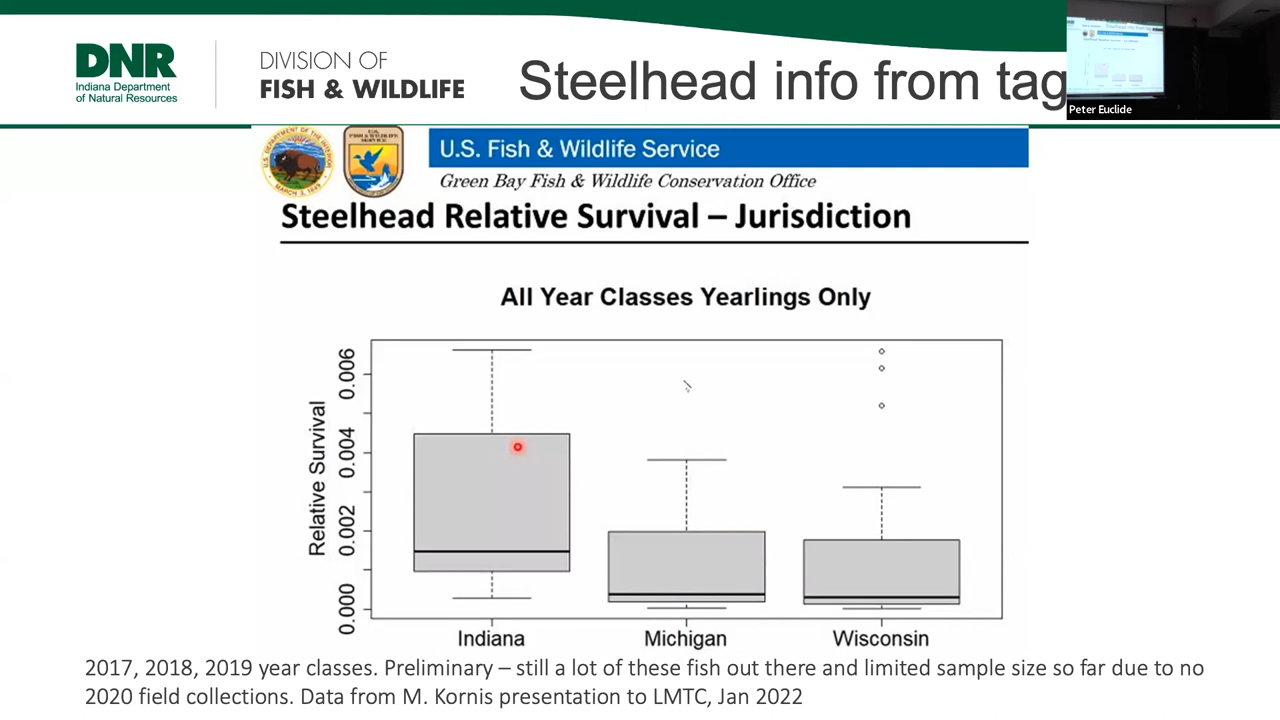 DNR
Indiana Department
of Natural Resources
DIVISION OF
FISH & WILDLIFE
Steelhead info from tag
Peter Euclide
U.S. Fish & Wildlife Service
Green Bay Fish & Wildlife Conservation Office
Steelhead Relative Survival – Jurisdiction
All Year Classes Yearlings Only
Relative Survival
0.006
0.004
0.002
0.000
Indiana
Michigan
Wisconsin
2017, 2018, 2019 year classes. Preliminary – still a lot of these fish out there and limited sample size so far due to no
2020 field collections. Data from M. Kornis presentation to LMTC, Jan 2022